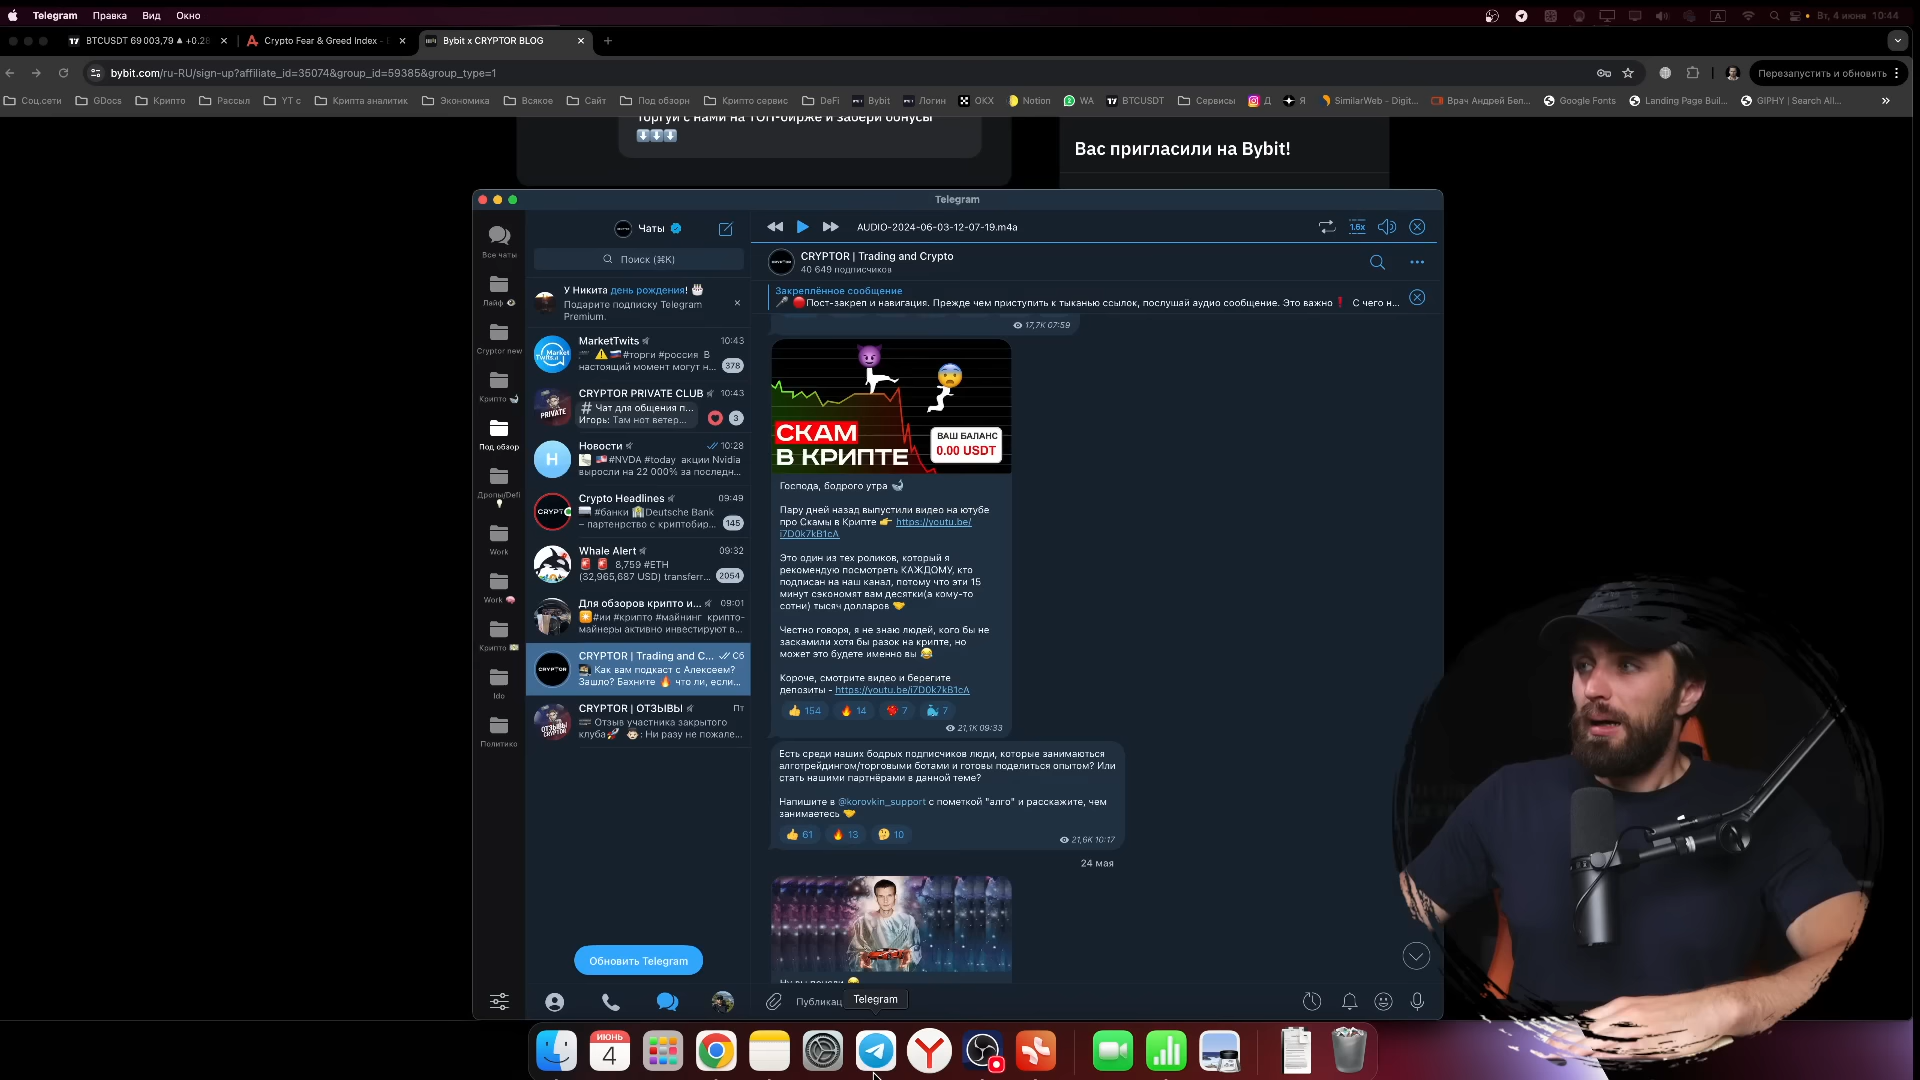 Telegram Правка Вид Окно
A Вт, 4 июня 10:44
BTCUSDT 69 003,79 ▲ +0.28
Crypto Fear & Greed Index -
Bybit x CRYPTOR BLOG
bybit.com/ru-RU/sign-up?affiliate_id=35074&group_id=59385&group_type=1
Перезапустить и обновить
Соц.сети GDocs Крипто Рассыл YT с Крипта аналитик Экономика Всякое Сайт Под обзорн Крипто сервис DeFi Bybit Логин OKX Notion WA BTCUSDT Сервисы Д Я SimilarWeb - Digit... Врач Андрей Бел... Google Fonts Landing Page Buil... GIPHY | Search All...
Торгуй с нами на ТОП-бирже и забери бонусы
⬇️⬇️⬇️
Вас пригласили на Bybit!
Telegram
Все чаты
Лайф
Cryptor new
Крипто
Под обзор
Дропы/Defi
Work
Work
Крипто
Ido
Политико
Чаты
Поиск (⌘K)
У Никита день рождения! 🎂
Подарите подписку Telegram
Premium.
MarketTwits 10:43
⚠️🇷🇺#торги #россия В
настоящий момент могут н... 378
CRYPTOR PRIVATE CLUB 10:43
# Чат для общения п...
Игорь: Там нот ветер... 3
Новости 10:28
Н
#NVDA #today акции Nvidia
выросли на 22 000% за последн...
Crypto Headlines 09:49
#банки Deutsche Bank
– партенрство с криптобир... 145
Whale Alert 09:32
🚨 🚨 8,759 #ETH
(32,965,687 USD) transferr... 2054
Для обзоров крипто и... 09:01
#ии #крипто #майнинг крипто-
майнеры активно инвестируют в...
CRYPTOR | Trading and C... Сб
Как вам подкаст с Алексеем?
Зашло? Бахните 🔥 что ли, если...
CRYPTOR | ОТЗЫВЫ Пт
Отзыв участника закрытого
клуба🚀 : Ни разу не пожале...
Обновить Telegram
AUDIO-2024-06-03-12-07-19.m4a
1.6x
CRYPTOR | Trading and Crypto
40 649 подписчиков
Закреплённое сообщение
🎤 🔴Пост-закреп и навигация. Прежде чем приступить к тыканью ссылок, послушай аудио сообщение. Это важно❗ С чего н...
17,7K 07:59
СКАМ
В КРИПТЕ
ВАШ БАЛАНС
0.00 USDT
Господа, бодрого утра 🐋
Пару дней назад выпустили видео на ютубе
про Скамы в Крипте 👉 https://youtu.be/
i7D0k7kB1cA
Это один из тех роликов, который я
рекомендую посмотреть КАЖДОМУ, кто
подписан на наш канал, потому что эти 15
минут сэкономят вам десятки(а кому-то
сотни) тысяч долларов 🤝
Честно говоря, я не знаю людей, кого бы не
заскамили хотя бы разок на крипте, но
может это будете именно вы 😂
Короче, смотрите видео и берегите
депозиты - https://youtu.be/i7D0k7kB1cA
👍 154 🔥 14 7 🐳 7
21,1K 09:33
Есть среди наших бодрых подписчиков люди, которые занимаються
алготрейдингом/торговыми ботами и готовы поделиться опытом? Или
стать нашими партнёрами в данной теме?
Напишите в @korovkin_support с пометкой "алго" и расскажите, чем
занимаетесь 🤝
👍 61 🔥 13 🤔 10
21,6K 10:17
24 мая
Публикац
Telegram
ИЮНЬ
4